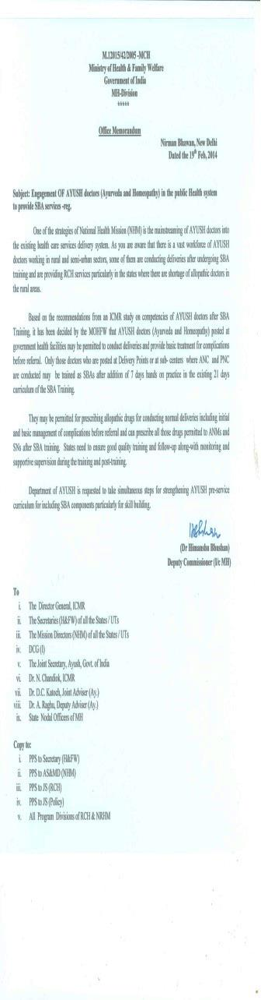 M.12015/42/2005 -MCH
Ministry of Health & Family Welfare
Government of India
MH-Division
*****
Office Memorandum
Nirman Bhawan, New Delhi
Dated the 19th Feb, 2014
Subject: Engagement OF AYUSH doctors (Ayurveda and Homeopathy) in the public Health system
to provide SBA services -reg.
One of the strategies of National Health Mission (NHM) is the mainstreaming of AYUSH doctors into
the existing health care services delivery system. As you are aware that there is a vast workforce of AYUSH
doctors working in rural and semi-urban sectors, some of them are conducting deliveries after undergoing SBA
training and are providing RCH services particularly in the states where there are shortage of allopathic doctors in
the rural areas.
Based on the recommendations from an ICMR study on competencies of AYUSH doctors after SBA
Training, it has been decided by the MOHFW that AYUSH doctors (Ayurveda and Homeopathy) posted at
government health facilities may be permitted to conduct deliveries and provide basic treatment for complications
before referral. Only those doctors who are posted at Delivery Points or at sub- centers where ANC and PNC
are conducted may be trained as SBAs after addition of 7 days hands on practice in the existing 21 days
curriculum of the SBA Training.
They may be permitted for prescribing allopathic drugs for conducting normal deliveries including initial
and basic management of complications before referral and can prescribe all those drugs permitted to ANMs and
SNs after SBA training. States need to ensure good quality training and follow-up along-with monitoring and
supportive supervision during the training and post-training.
Department of AYUSH is requested to take simultaneous steps for strengthening AYUSH pre-service
curriculum for including SBA components particularly for skill building.
(Dr Himanshu Bhushan)
Deputy Commissioner (I/c MH)
To
i. The Director General, ICMR
ii. The Secretaries (H&FW) of all the States / UTs
iii. The Mission Directors (NHM) of all the States / UTs
iv. DCG (I)
v. The Joint Secretary, Ayush, Govt. of India
vi. Dr. N. Chandiok, ICMR
vii. Dr. D.C. Katoch, Joint Adviser (Ay.)
viii. Dr. A. Raghu, Deputy Adviser (Ay.)
ix. State Nodal Officers of MH
Copy to:
i. PPS to Secretary (H&FW)
ii. PPS to AS&MD (NHM)
iii. PPS to JS (RCH)
iv. PPS to JS (Policy)
v. All Program Divisions of RCH & NRHM